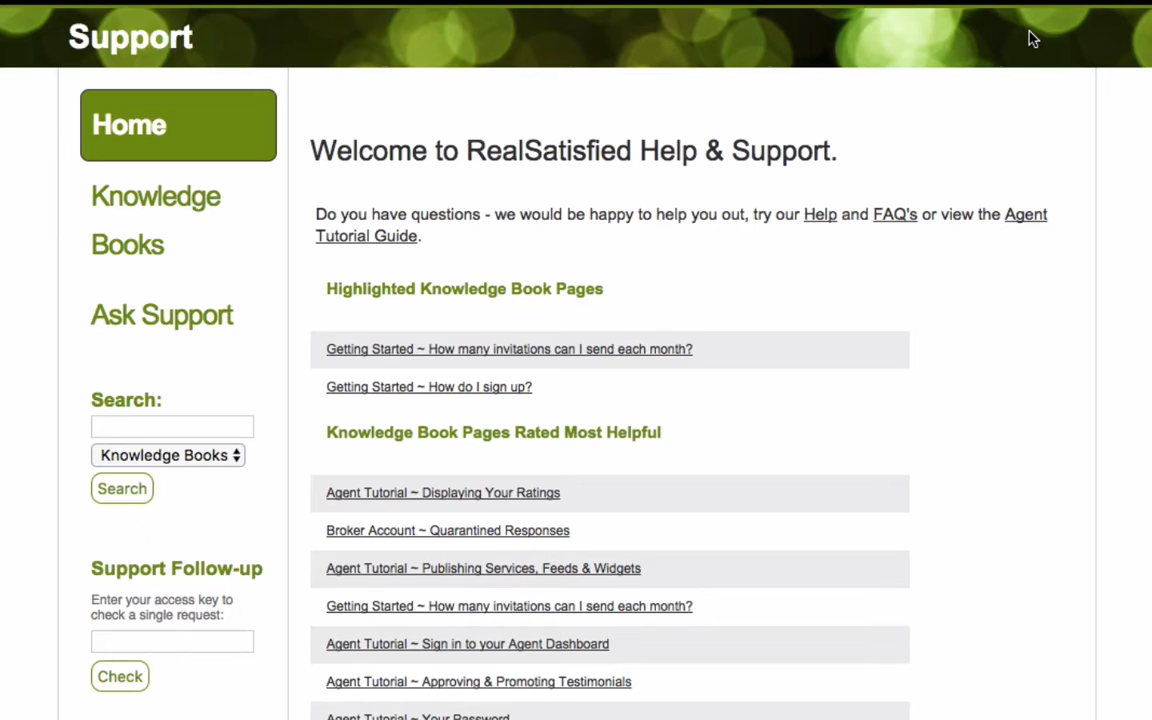 Support
Home
Knowledge
Books
Ask Support
Search:
Knowledge Books
Search
Support Follow-up
Enter your access key to
check a single request:
Check
Welcome to RealSatisfied Help & Support.
Do you have questions - we would be happy to help you out, try our Help and FAQ's or view the Agent
Tutorial Guide.
Highlighted Knowledge Book Pages
Getting Started ~ How many invitations can I send each month?
Getting Started ~ How do I sign up?
Knowledge Book Pages Rated Most Helpful
Agent Tutorial ~ Displaying Your Ratings
Broker Account ~ Quarantined Responses
Agent Tutorial ~ Publishing Services, Feeds & Widgets
Getting Started ~ How many invitations can I send each month?
Agent Tutorial ~ Sign in to your Agent Dashboard
Agent Tutorial ~ Approving & Promoting Testimonials
Agent Tutorial ~ Your Password